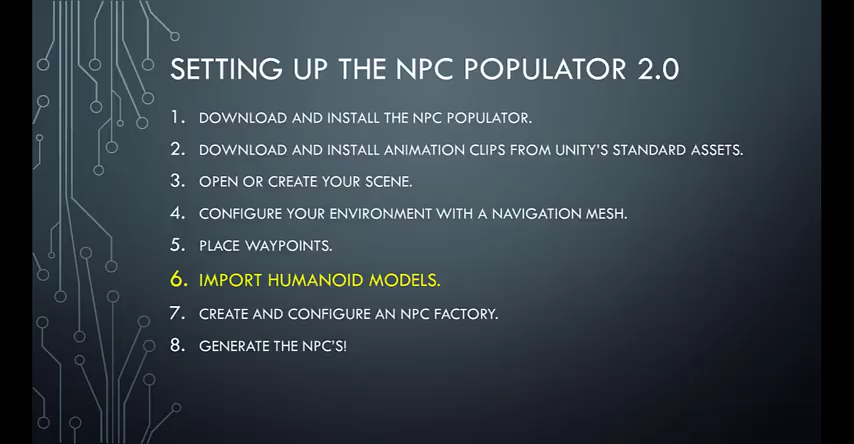 SETTING UP THE NPC POPULATOR 2.0
1. DOWNLOAD AND INSTALL THE NPC POPULATOR.
2. DOWNLOAD AND INSTALL ANIMATION CLIPS FROM UNITY'S STANDARD ASSETS.
3. OPEN OR CREATE YOUR SCENE.
4. CONFIGURE YOUR ENVIRONMENT WITH A NAVIGATION MESH.
5. PLACE WAYPOINTS.
6. IMPORT HUMANOID MODELS.
7. CREATE AND CONFIGURE AN NPC FACTORY.
8. GENERATE THE NPC'S!